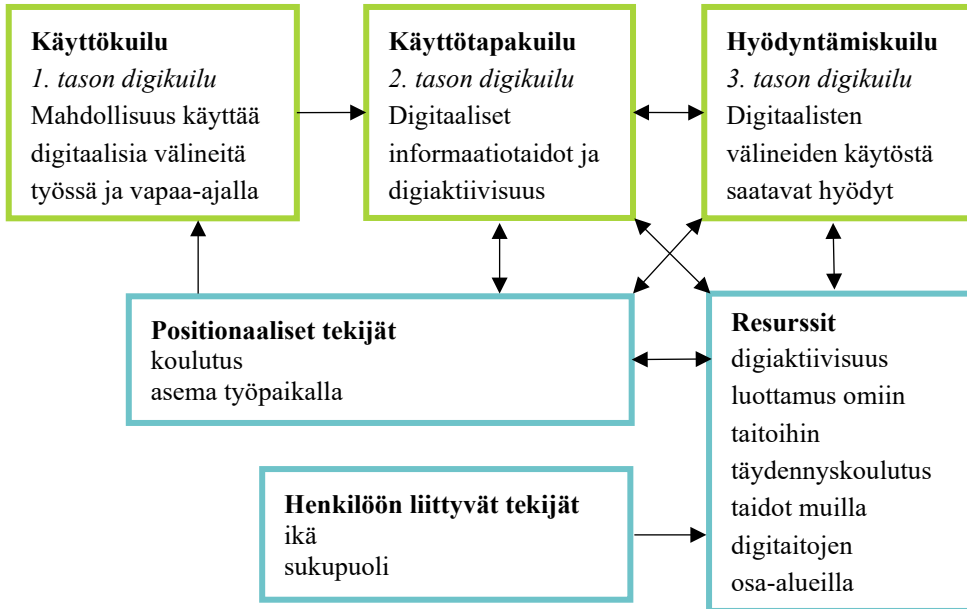 Käyttökuilu
1. tason digikuilu
Mahdollisuus käyttää
digitaalisia välineitä
työssä ja vapaa-ajalla
Käyttötapakuilu
2. tason digikuilu
Digitaaliset
informaatiotaidot ja
digiaktiivisuus
Hyödyntämiskuilu
3. tason digikuilu
Digitaalisten
välineiden käytöstä
saatavat hyödyt
Positionaaliset tekijät
koulutus
asema työpaikalla
Resurssit
digiaktiivisuus
luottamus omiin
taitoihin
täydennyskoulutus
taidot muilla
digitaitojen
osa-alueilla
Henkilöön liittyvät tekijät
ikä
sukupuoli